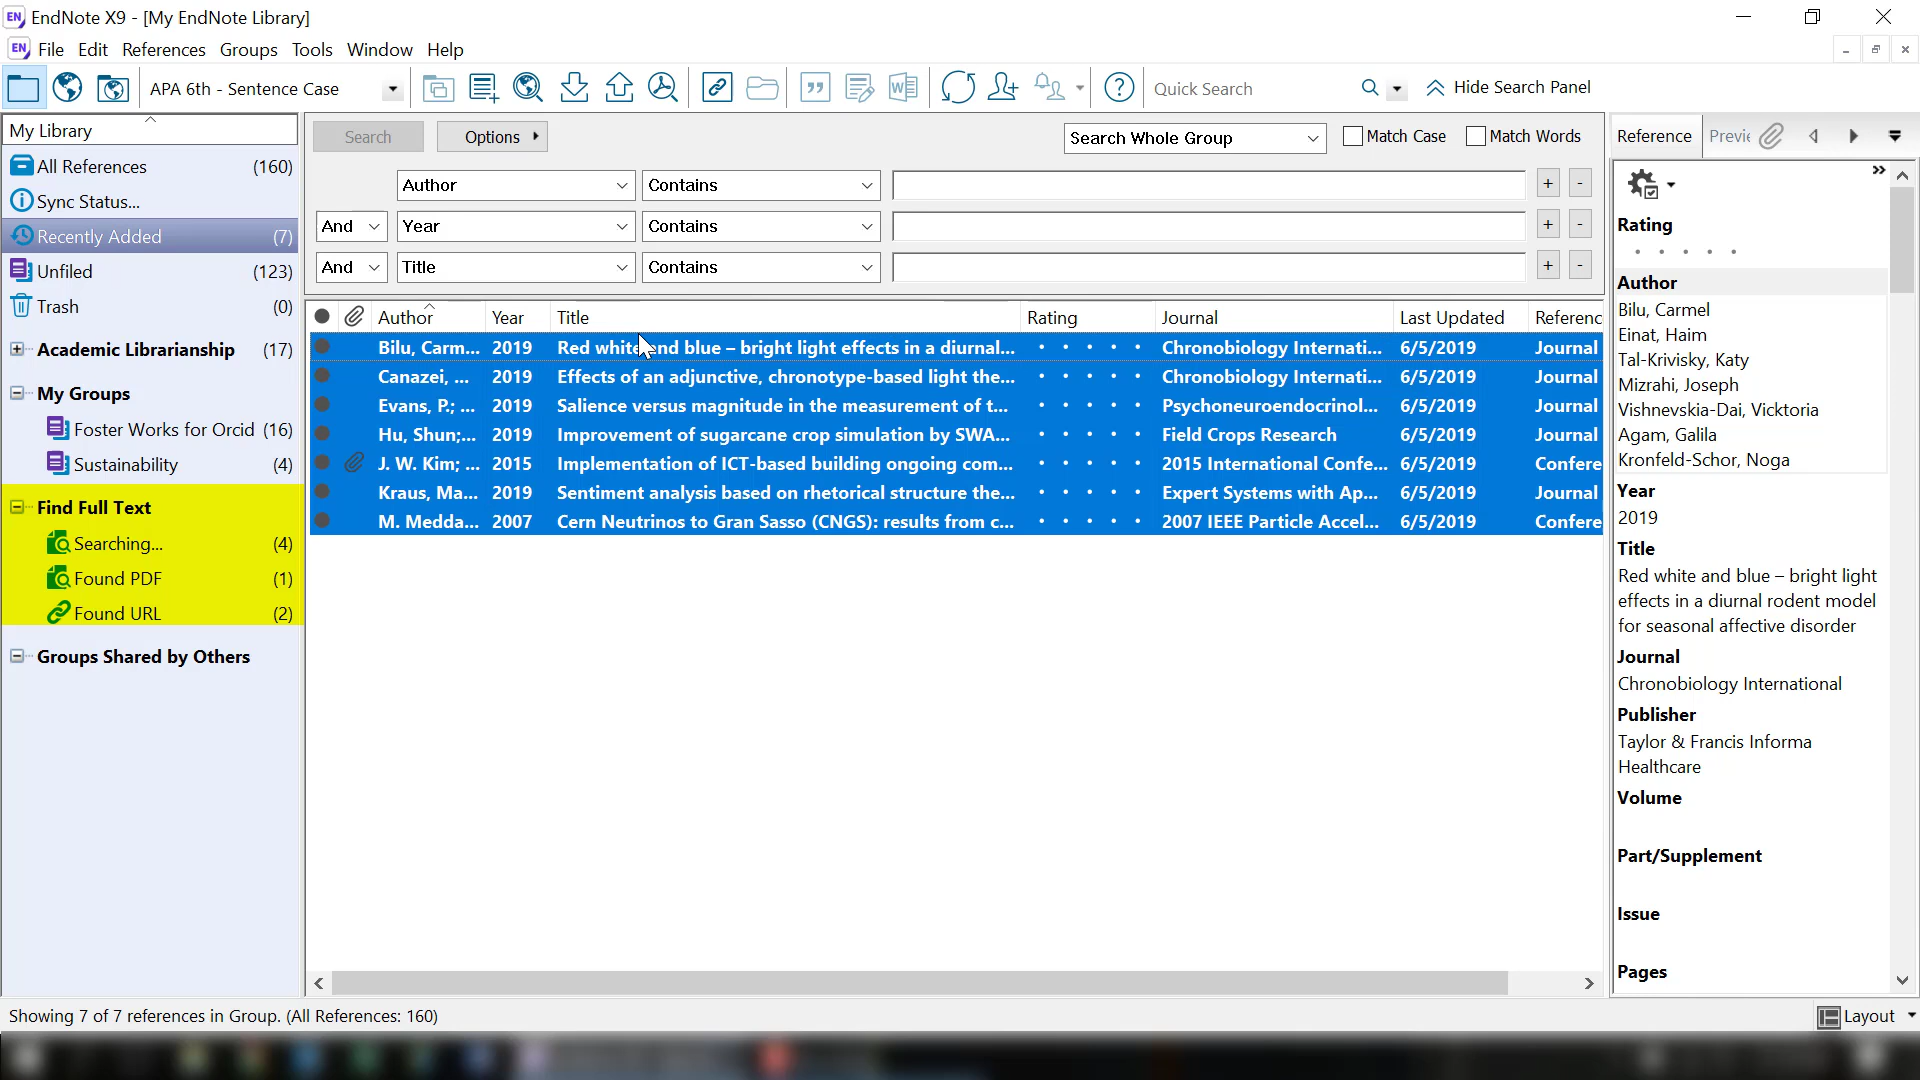 EN EndNote X9 - [My EndNote Library]
EN File Edit References Groups Tools Window Help
APA 6th - Sentence Case
Quick Search
Hide Search Panel
My Library
All References (160)
Sync Status...
Recently Added (7)
Unfiled (123)
Trash (0)
Academic Librarianship (17)
My Groups
Foster Works for Orcid (16)
Sustainability (4)
Find Full Text
Searching... (4)
Found PDF (1)
Found URL (2)
Groups Shared by Others
Search Options Search Whole Group Match Case Match Words
Author Contains + -
And Year Contains + -
And Title Contains + -
Author Year Title Rating Journal Last Updated Referenc
Bilu, Carm... 2019 Red white and blue – bright light effects in a diurnal... Chronobiology Internati... 6/5/2019 Journal
Canazei, ... 2019 Effects of an adjunctive, chronotype-based light the... Chronobiology Internati... 6/5/2019 Journal
Evans, P.; ... 2019 Salience versus magnitude in the measurement of t... Psychoneuroendocrinol... 6/5/2019 Journal
Hu, Shun;... 2019 Improvement of sugarcane crop simulation by SWA... Field Crops Research 6/5/2019 Journal
J. W. Kim; ... 2015 Implementation of ICT-based building ongoing com... 2015 International Confe... 6/5/2019 Confere
Kraus, Ma... 2019 Sentiment analysis based on rhetorical structure the... Expert Systems with Ap... 6/5/2019 Journal
M. Medda... 2007 Cern Neutrinos to Gran Sasso (CNGS): results from c... 2007 IEEE Particle Accel... 6/5/2019 Confere
Reference Previe
Rating
Author
Bilu, Carmel
Einat, Haim
Tal-Krivisky, Katy
Mizrahi, Joseph
Vishnevskia-Dai, Vicktoria
Agam, Galila
Kronfeld-Schor, Noga
Year
2019
Title
Red white and blue – bright light
effects in a diurnal rodent model
for seasonal affective disorder
Journal
Chronobiology International
Publisher
Taylor & Francis Informa
Healthcare
Volume
Part/Supplement
Issue
Pages
Showing 7 of 7 references in Group. (All References: 160)
Layout